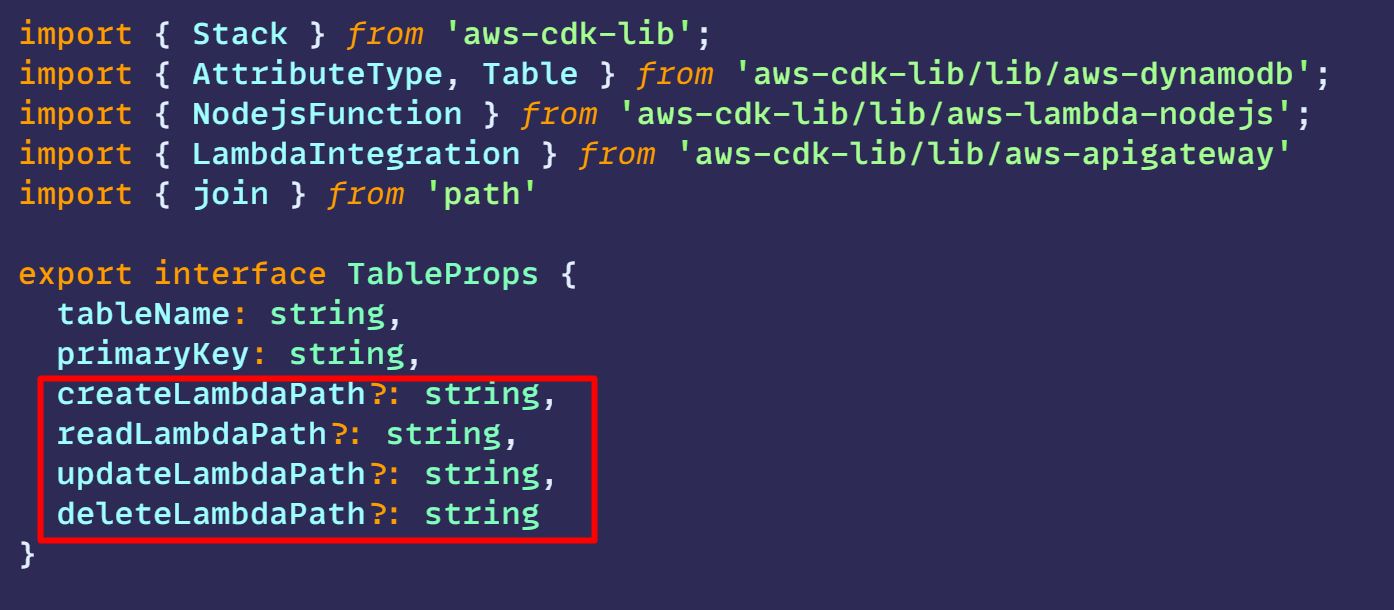 import { Stack } from 'aws-cdk-lib';
import { AttributeType, Table } from 'aws-cdk-lib/lib/aws-dynamodb';
import { NodejsFunction } from 'aws-cdk-lib/lib/aws-lambda-nodejs';
import { LambdaIntegration } from 'aws-cdk-lib/lib/aws-apigateway'
import { join } from 'path'

export interface TableProps {
  tableName: string,
  primaryKey: string,
  createLambdaPath?: string,
  readLambdaPath?: string,
  updateLambdaPath?: string,
  deleteLambdaPath?: string
}